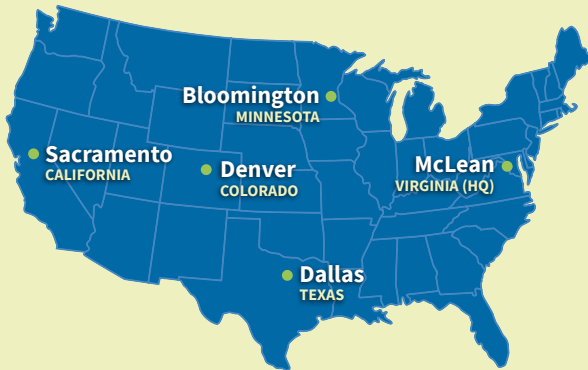 Bloomington
MINNESOTA
Sacramento
CALIFORNIA
Denver
COLORADO
McLean
VIRGINIA (HQ)
Dallas
TEXAS